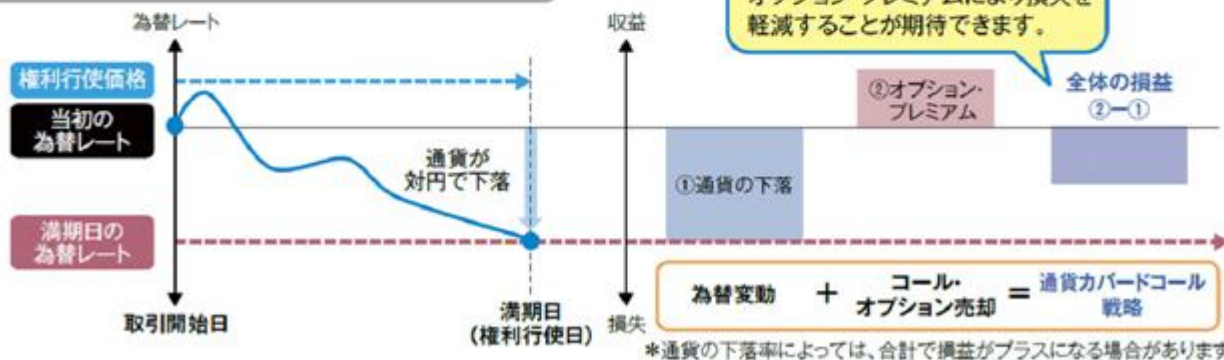 オプション・プレミアムにより損失を
軽減することが期待できます。
為替レート
収益
権利行使価格
当初の
為替レート
通貨が
対円で下落
満期日の
為替レート
取引開始日
満期日
(権利行使日)
損失
①通貨の下落
②オプション・
プレミアム
全体の損益
②ー①
為替変動 + コール・
オプション売却 = 通貨カバードコール
戦略
*通貨の下落率によっては、合計で損益がプラスになる場合があります